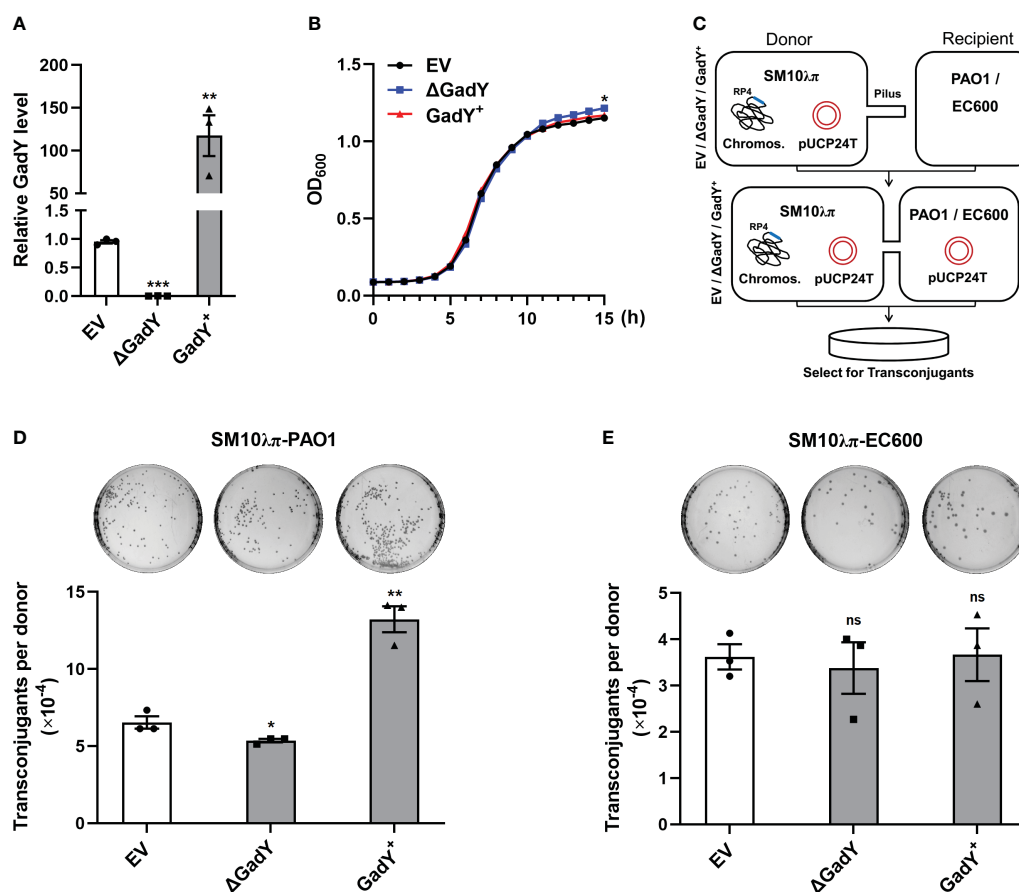 A
Relative GadY level
200
150
100
50
1.5
1.0
0.5
0.0
**
***
EV
ΔGadY
GadY⁺
B
EV
ΔGadY
GadY⁺
OD₆₀₀
1.5
1.0
0.5
0.0
*
0 5 10 15 (h)
C
Donor
Recipient
EV / ΔGadY / GadY⁺
SM10λπ
RP4
Chromos.
pUCP24T
Pilus
PAO1 /
EC600
EV / ΔGadY / GadY⁺
SM10λπ
RP4
Chromos.
pUCP24T
PAO1 / EC600
pUCP24T
Select for Transconjugants
D
SM10λπ-PAO1
Transconjugants per donor
(×10⁻⁴)
15
10
5
0
*
**
EV
ΔGadY
GadY⁺
E
SM10λπ-EC600
Transconjugants per donor
(×10⁻⁴)
5
4
3
2
1
0
ns
ns
EV
ΔGadY
GadY⁺